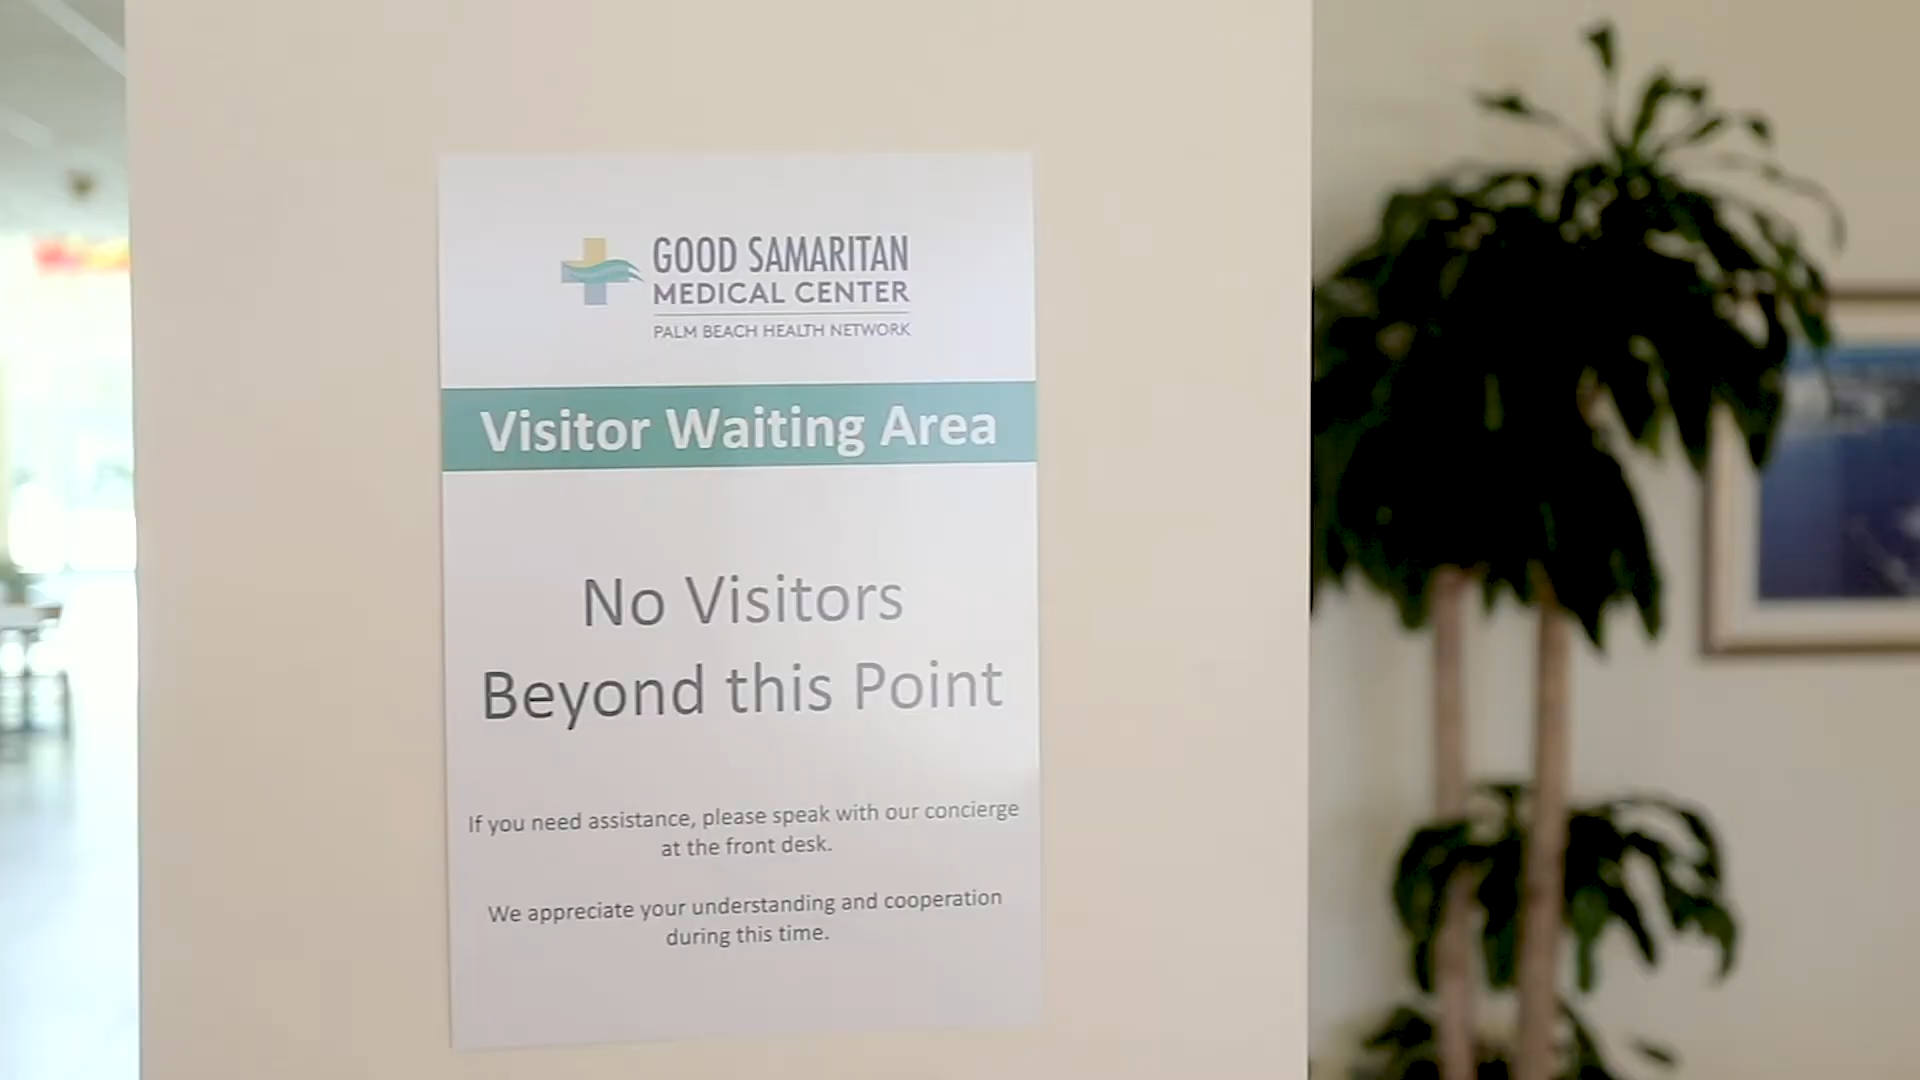 GOOD SAMARITAN
MEDICAL CENTER
PALM BEACH HEALTH NETWORK
Visitor Waiting Area
No Visitors
Beyond this Point
If you need assistance, please speak with our concierge
at the front desk.
We appreciate your understanding and cooperation
during this time.